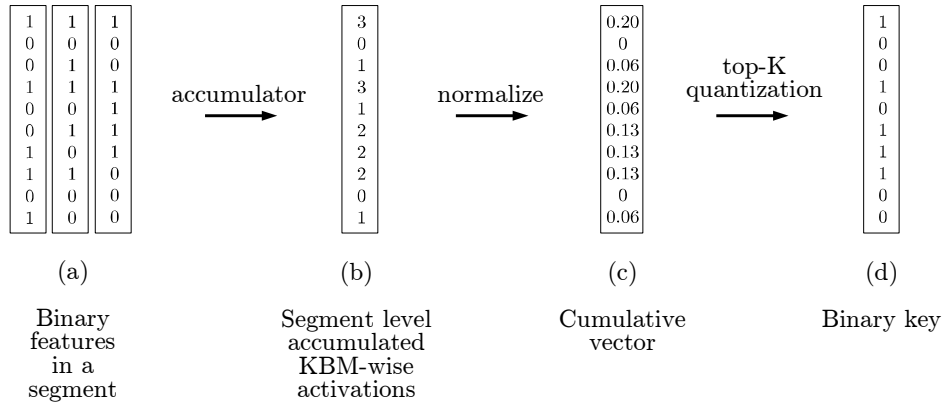 1 1 1 3 0.20 1
0 0 0 0 0 0
0 1 0 1 0.06 0
1 1 1 3 0.20 1
0 0 1 1 0.06 0
0 1 1 2 0.13 1
1 0 1 2 0.13 1
1 1 0 2 0.13 1
0 0 0 0 0 0
1 0 0 1 0.06 0
accumulator
normalize
top-K
quantization
(a)
(b)
(c)
(d)
Binary
features
in a
segment
Segment level
accumulated
KBM-wise
activations
Cumulative
vector
Binary key